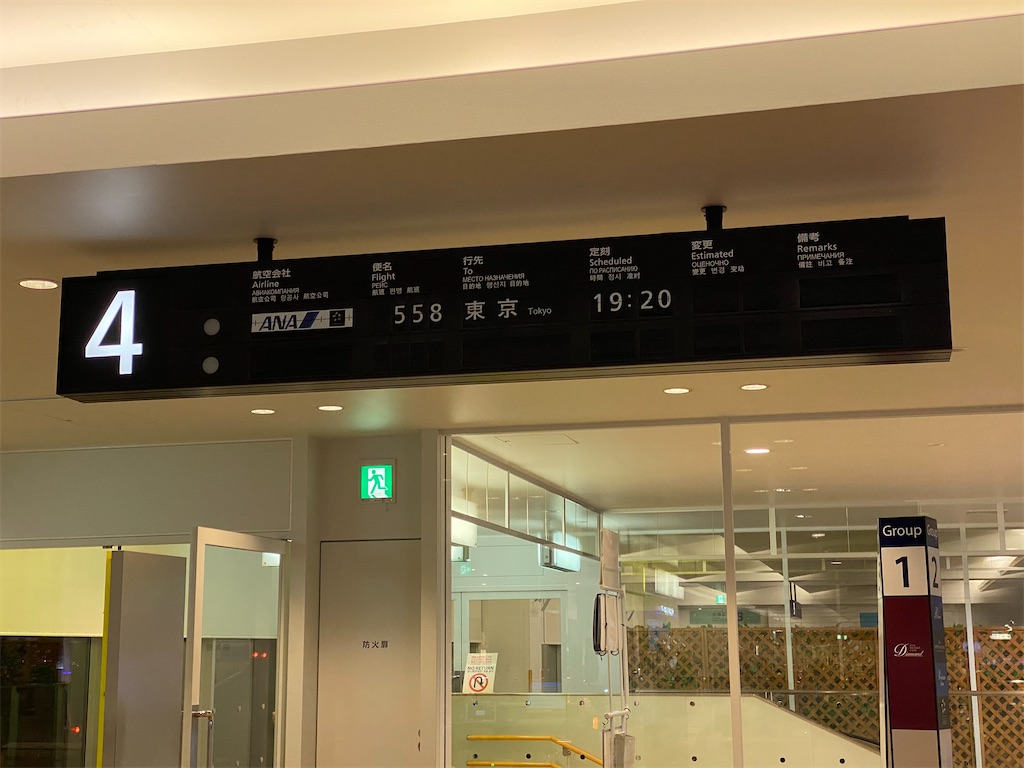 4
航空会社
Airline
АВИАКОМПАНИЯ
航空公司 항공사 航空公司
ANA
便名
Flight
РЕЙС
航班 편명 航班
558
行先
To
МЕСТО НАЗНАЧЕНИЯ
目的地 행선지 目的地
東京 Tokyo
定刻
Scheduled
ПО РАСПИСАНИЮ
時間 정시 准时
19:20
変更
Estimated
ОЦЕНОЧНО
變更 변경 变动
備考
Remarks
ПРИМЕЧАНИЯ
備註 비고 备注
防火扉
NO RETURN
Group
1
Diamond
2